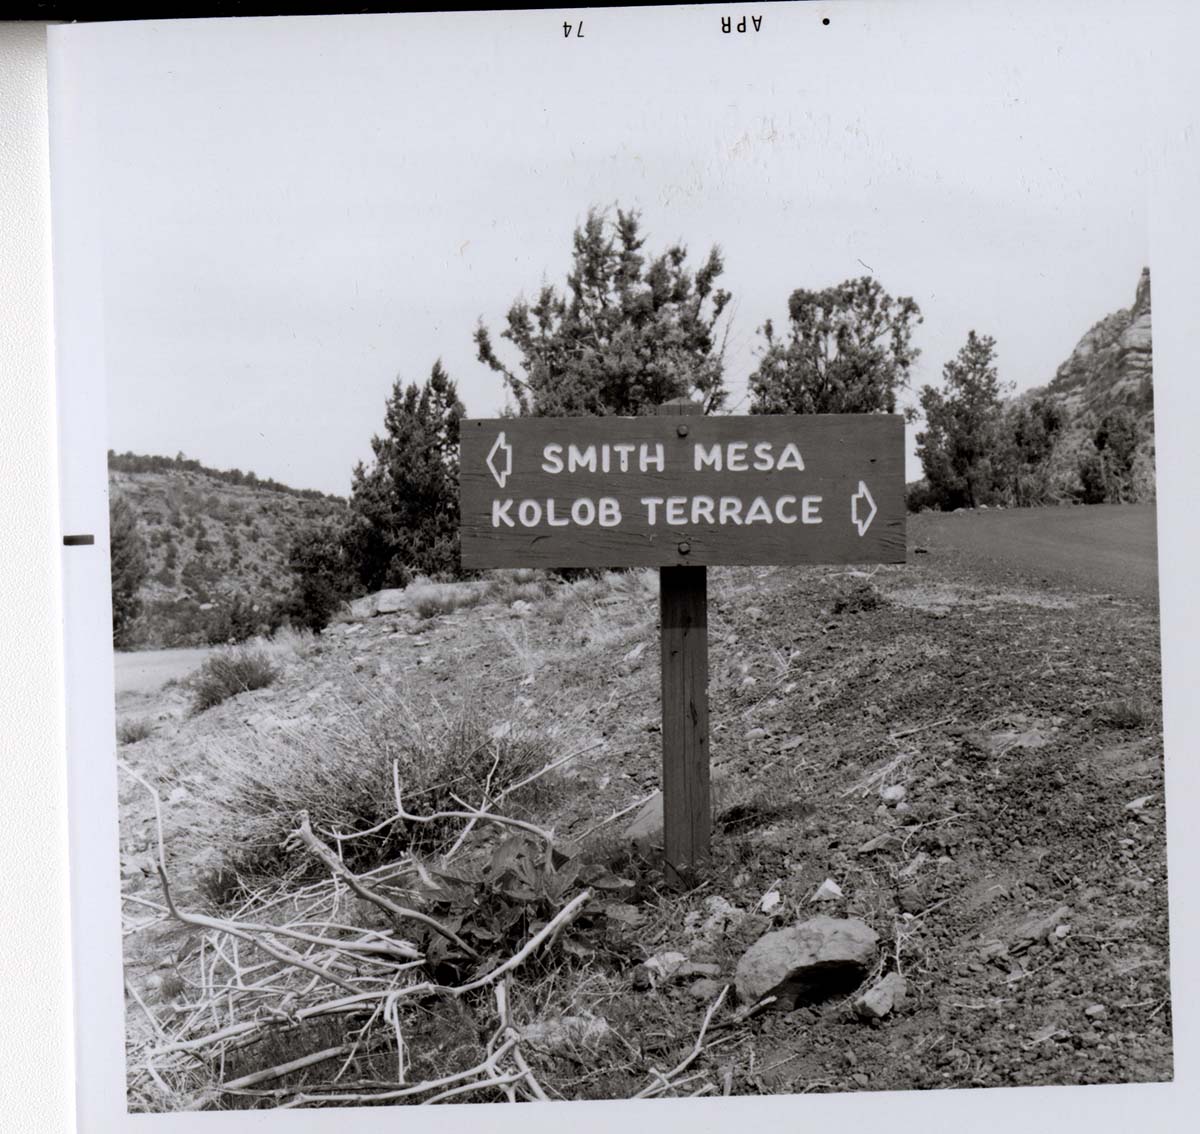 74 APR
SMITH MESA
KOLOB TERRACE